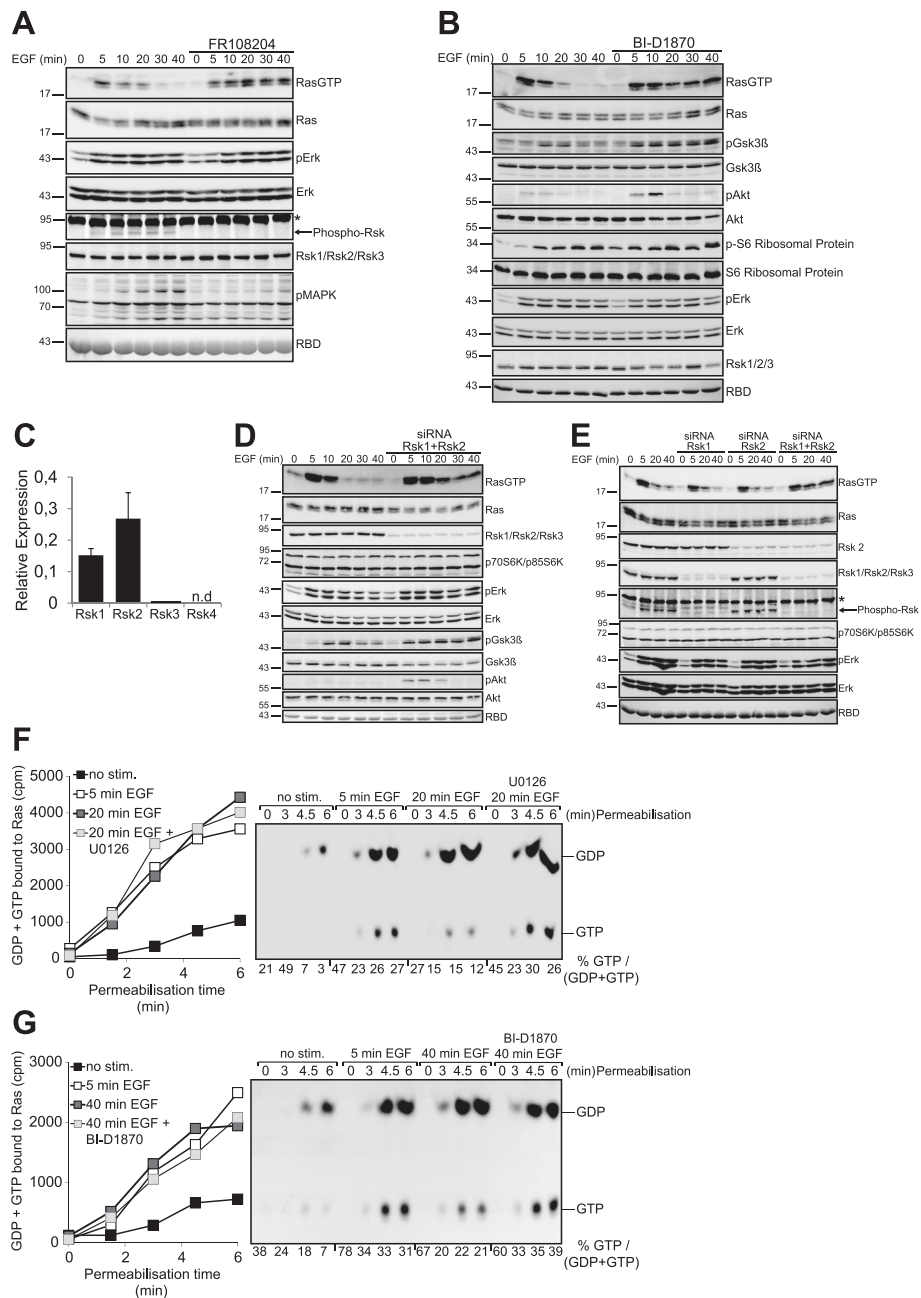 A
FR108204
EGF (min) 0 5 10 20 30 40 0 5 10 20 30 40
17 RasGTP
17 Ras
43 pErk
43 Erk
95 *
Phospho-Rsk
95 Rsk1/Rsk2/Rsk3
100 pMAPK
70
43 RBD
B
BI-D1870
EGF (min) 0 5 10 20 30 40 0 5 10 20 30 40
17 RasGTP
17 Ras
43 pGsk3ß
43 Gsk3ß
55 pAkt
55 Akt
34 p-S6 Ribosomal Protein
34 S6 Ribosomal Protein
43 pErk
43 Erk
95 Rsk1/2/3
43 RBD
C
Relative Expression
0,4
0,3
0,2
0,1
0
n.d
Rsk1 Rsk2 Rsk3 Rsk4
D
siRNA
Rsk1+Rsk2
EGF (min) 0 5 10 20 30 40 0 5 10 20 30 40
17 RasGTP
17 Ras
95 Rsk1/Rsk2/Rsk3
95
72 p70S6K/p85S6K
43 pErk
43 Erk
43 pGsk3ß
43 Gsk3ß
55 pAkt
55 Akt
43 RBD
E
siRNA Rsk1
siRNA Rsk2
siRNA Rsk1+Rsk2
EGF (min) 0 5 20 40 0 5 20 40 0 5 20 40 0 5 20 40
17 RasGTP
17 Ras
95 Rsk 2
95 Rsk1/Rsk2/Rsk3
95 *
Phospho-Rsk
95
72 p70S6K/p85S6K
43 pErk
43 Erk
43 RBD
F
GDP + GTP bound to Ras (cpm)
5000
4000
3000
2000
1000
0
no stim.
5 min EGF
20 min EGF
20 min EGF + U0126
0 2 4 6
Permeabilisation time
(min)
U0126
no stim. 5 min EGF 20 min EGF 20 min EGF
0 3 4.5 6 0 3 4.5 6 0 3 4.5 6 0 3 4.5 6 (min)Permeabilisation
GDP
GTP
21 49 7 3 47 23 26 27 27 15 15 12 45 23 30 26 % GTP /
(GDP+GTP)
G
GDP + GTP bound to Ras (cpm)
3000
2000
1000
0
no stim.
5 min EGF
40 min EGF
40 min EGF + BI-D1870
0 2 4 6
Permeabilisation time
(min)
BI-D1870
no stim. 5 min EGF 40 min EGF 40 min EGF
0 3 4.5 6 0 3 4.5 6 0 3 4.5 6 0 3 4.5 6 (min)Permeabilisation
GDP
GTP
38 24 18 7 78 34 33 31 67 20 22 21 60 33 35 39 % GTP /
(GDP+GTP)